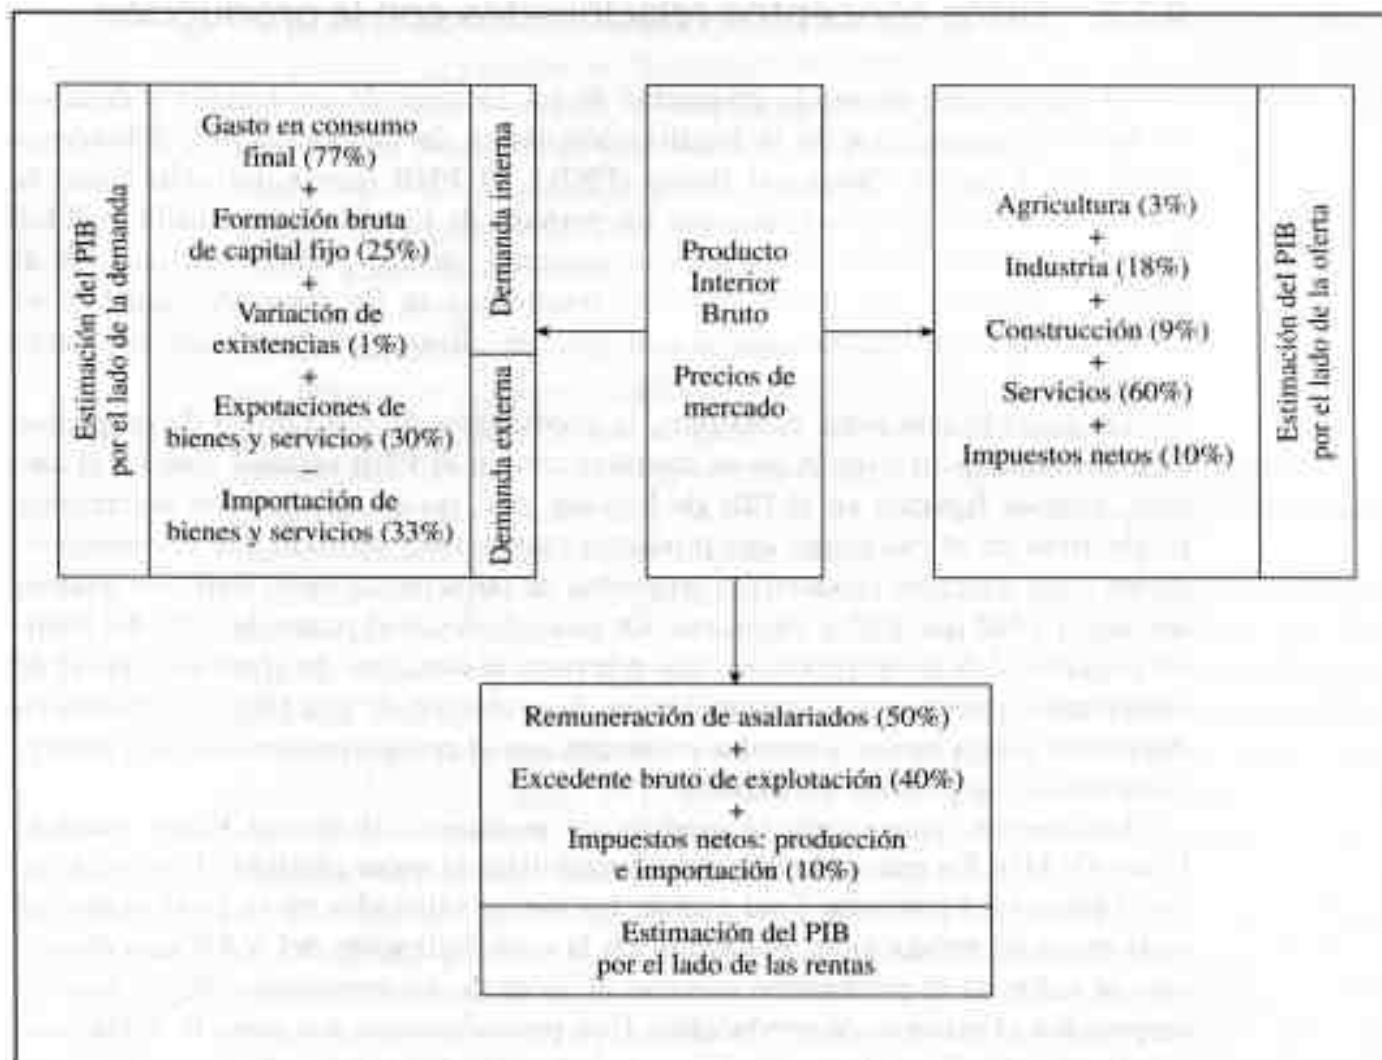 Estimación del PIB
por el lado de la demanda
Gasto en consumo
final (77%)
+
Formación bruta
de capital fijo (25%)
+
Variación de
existencias (1%)
+
Expotaciones de
bienes y servicios (30%)
–
Importación de
bienes y servicios (33%)
Demanda interna
Demanda externa
Producto
Interior
Bruto
Precios de
mercado
Agricultura (3%)
+
Industria (18%)
+
Construcción (9%)
+
Servicios (60%)
+
Impuestos netos (10%)
Estimación del PIB
por el lado de la oferta
Remuneración de asalariados (50%)
+
Excedente bruto de explotación (40%)
+
Impuestos netos: producción
e importación (10%)
Estimación del PIB
por el lado de las rentas